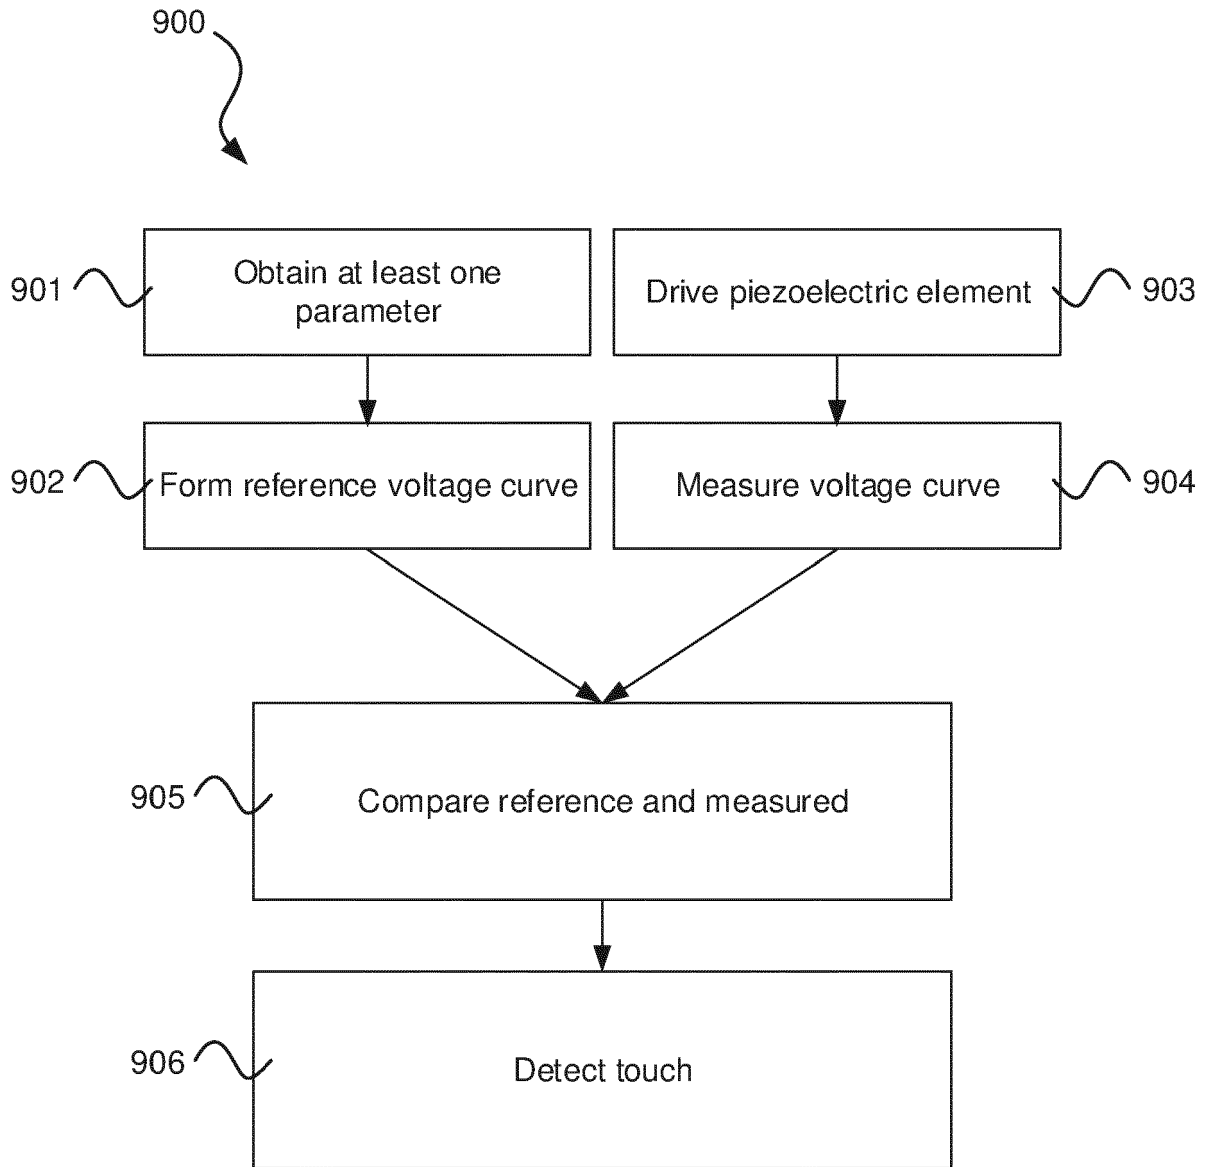 900
901
Obtain at least one
parameter
Drive piezoelectric element
903
902
Form reference voltage curve
Measure voltage curve
904
905
Compare reference and measured
906
Detect touch